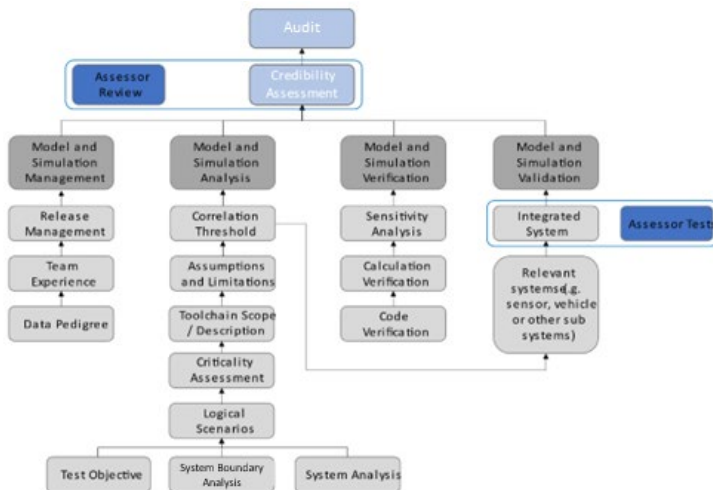 Audit
Assessor
Review
Credibility
Assessment
Model and
Simulation
Management
Model and
Simulation
Analysis
Model and
Simulation
Verification
Model and
Simulation
Validation
Release
Management
Correlation
Threshold
Sensitivity
Analysis
Integrated
System
Assessor Tests
Team
Experience
Assumptions
and Limitations
Calculation
Verification
Relevant
systems(e.g.
sensor, vehicle
or other sub
systems)
Data Pedigree
Toolchain Scope
/ Description
Code
Verification
Criticality
Assessment
Logical
Scenarios
Test Objective
System Boundary
Analysis
System Analysis